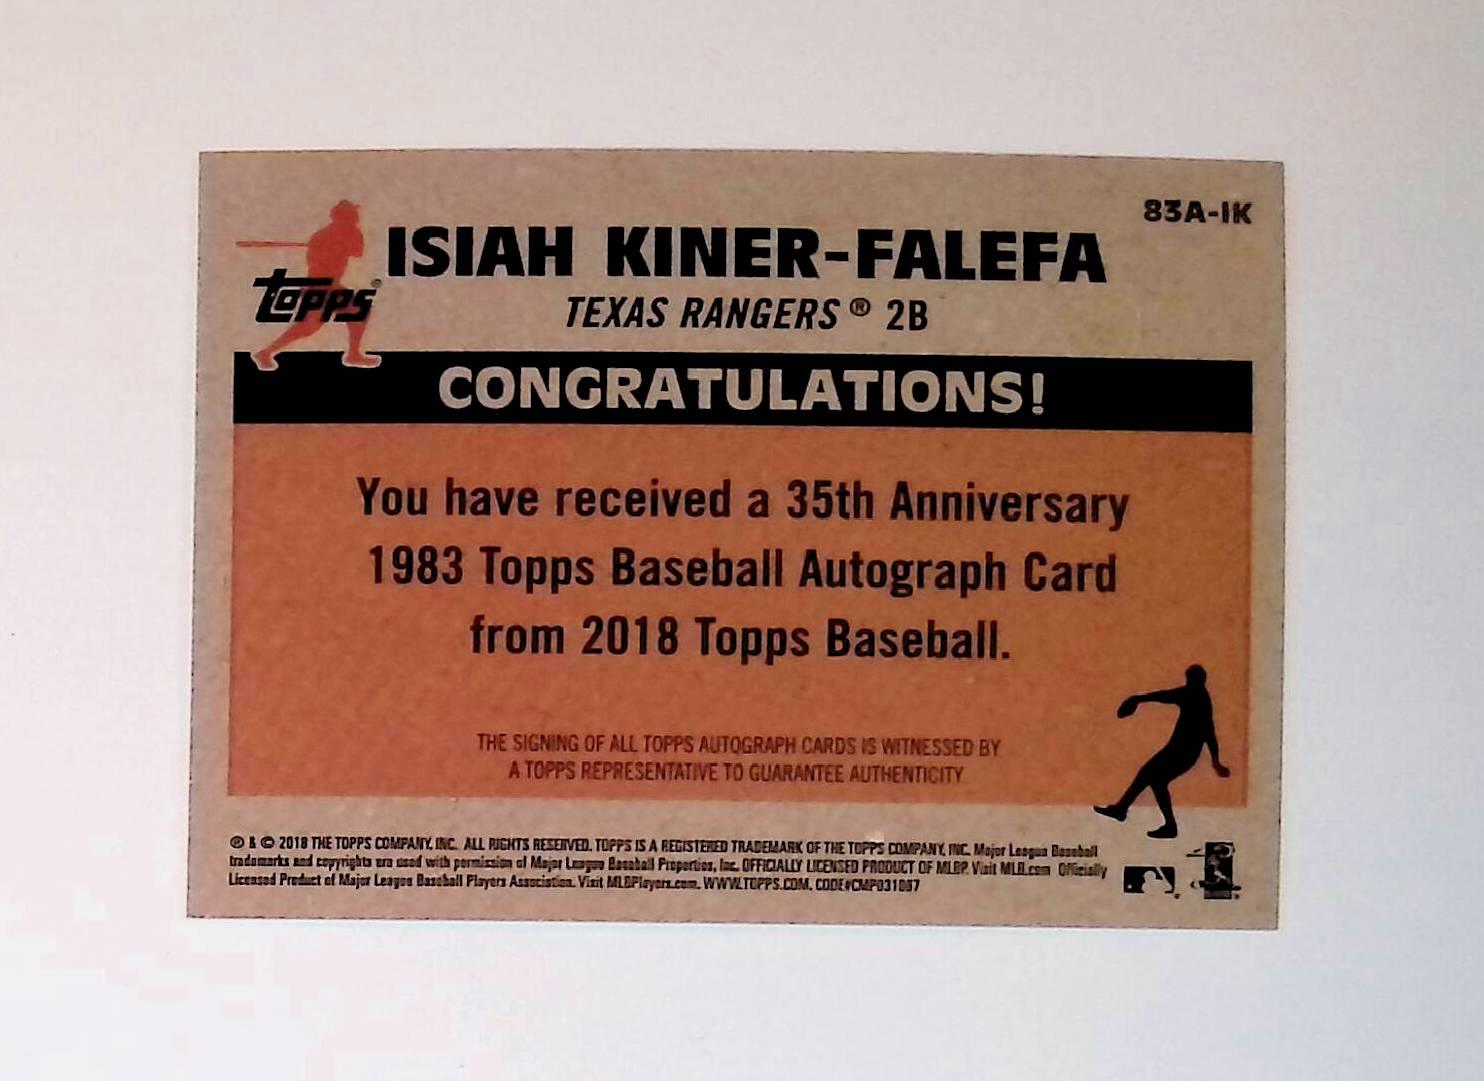 83A-IK
ISIAH KINER-FALEFA
topps®
TEXAS RANGERS® 2B
CONGRATULATIONS!
You have received a 35th Anniversary
1983 Topps Baseball Autograph Card
from 2018 Topps Baseball.
THE SIGNING OF ALL TOPPS AUTOGRAPH CARDS IS WITNESSED BY
A TOPPS REPRESENTATIVE TO GUARANTEE AUTHENTICITY
℗ & © 2018 THE TOPPS COMPANY, INC. ALL RIGHTS RESERVED. TOPPS IS A REGISTERED TRADEMARK OF THE TOPPS COMPANY, INC. Major League Baseball
trademarks and copyrights are used with permission of Major League Baseball Properties, Inc. OFFICIALLY LICENSED PRODUCT OF MLBP. Visit MLB.com Officially
Licensed Product of Major League Baseball Players Association. Visit MLBPlayers.com. WWW.TOPPS.COM. CODE#CMP031067